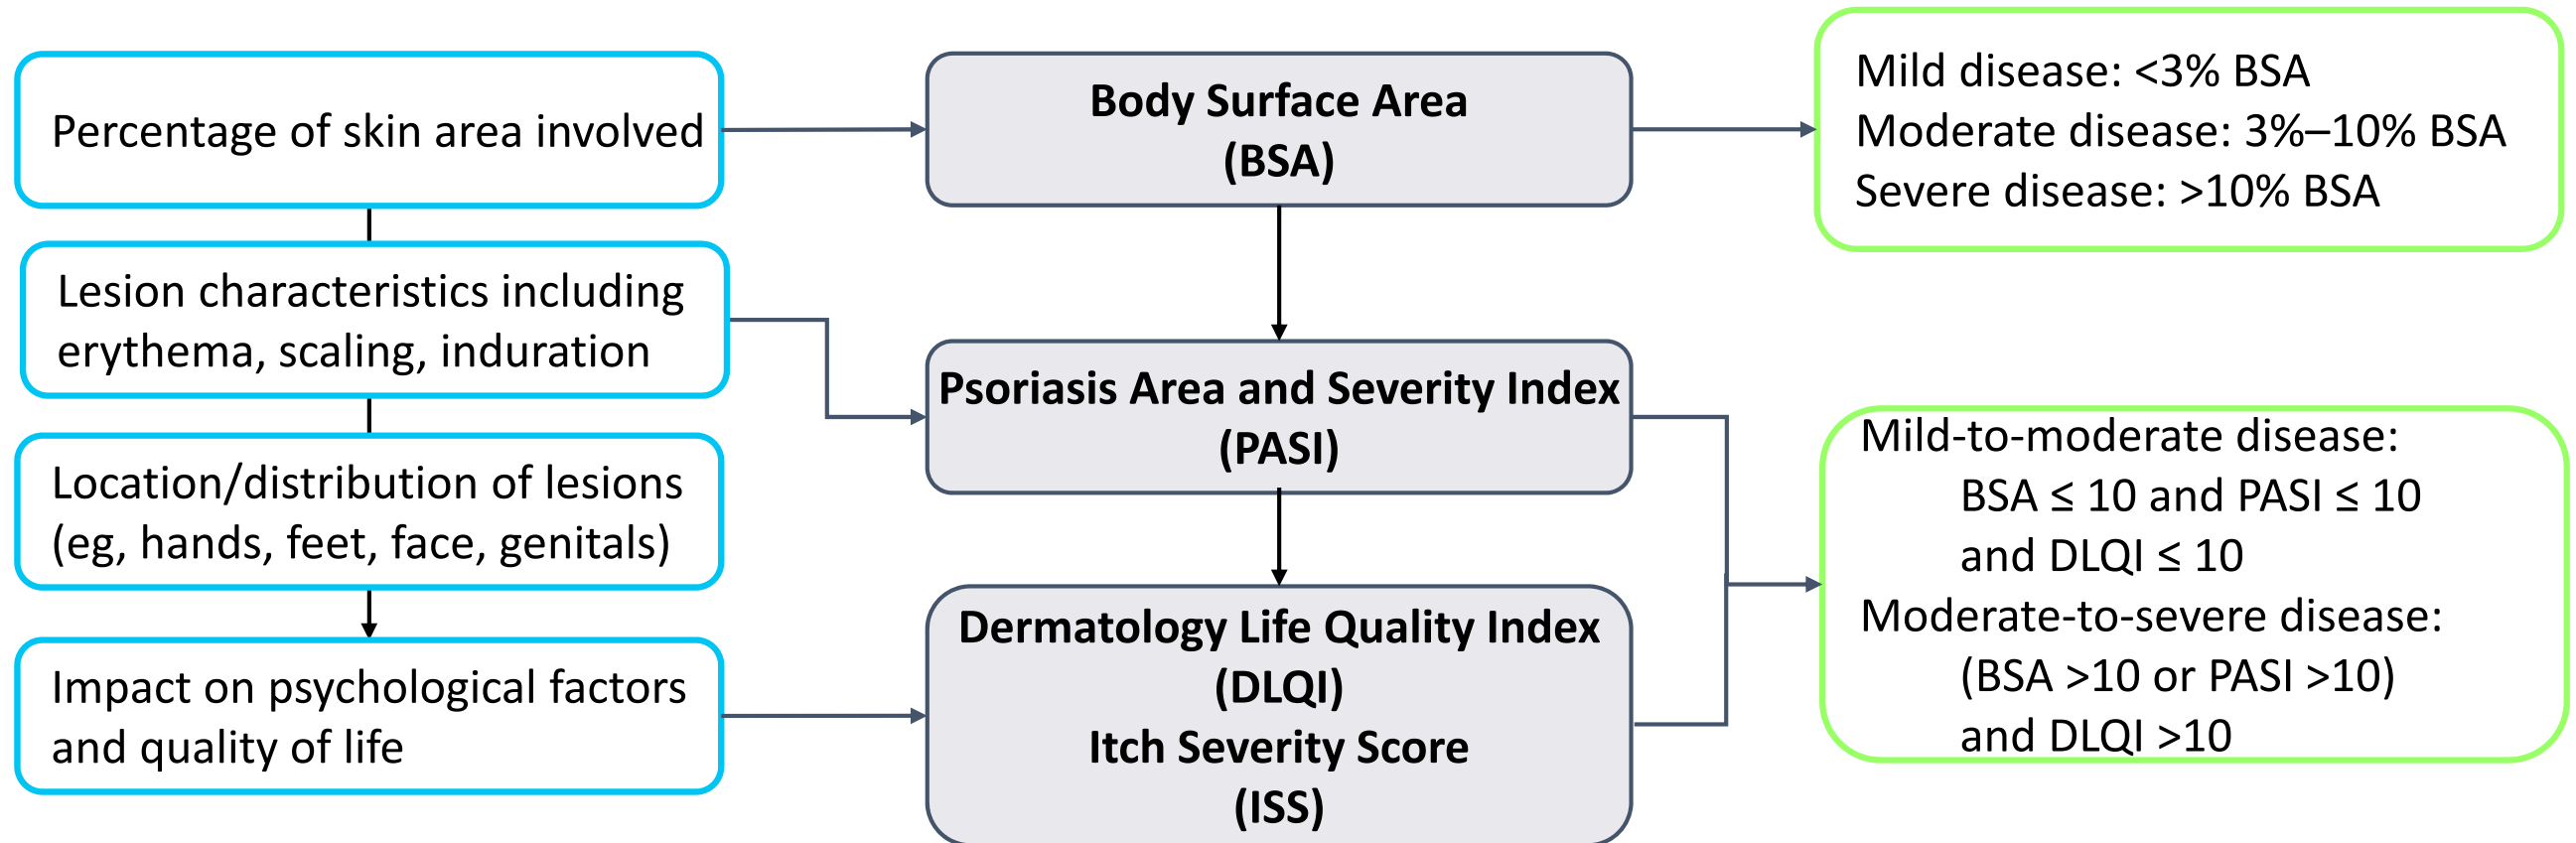 Percentage of skin area involved
Lesion characteristics including
erythema, scaling, induration
Location/distribution of lesions
(eg, hands, feet, face, genitals)
Impact on psychological factors
and quality of life
Body Surface Area
(BSA)
Psoriasis Area and Severity Index
(PASI)
Dermatology Life Quality Index
(DLQI)
Itch Severity Score
(ISS)
Mild disease: <3% BSA
Moderate disease: 3%–10% BSA
Severe disease: >10% BSA
Mild-to-moderate disease:
BSA ≤ 10 and PASI ≤ 10
and DLQI ≤ 10
Moderate-to-severe disease:
(BSA >10 or PASI >10)
and DLQI >10